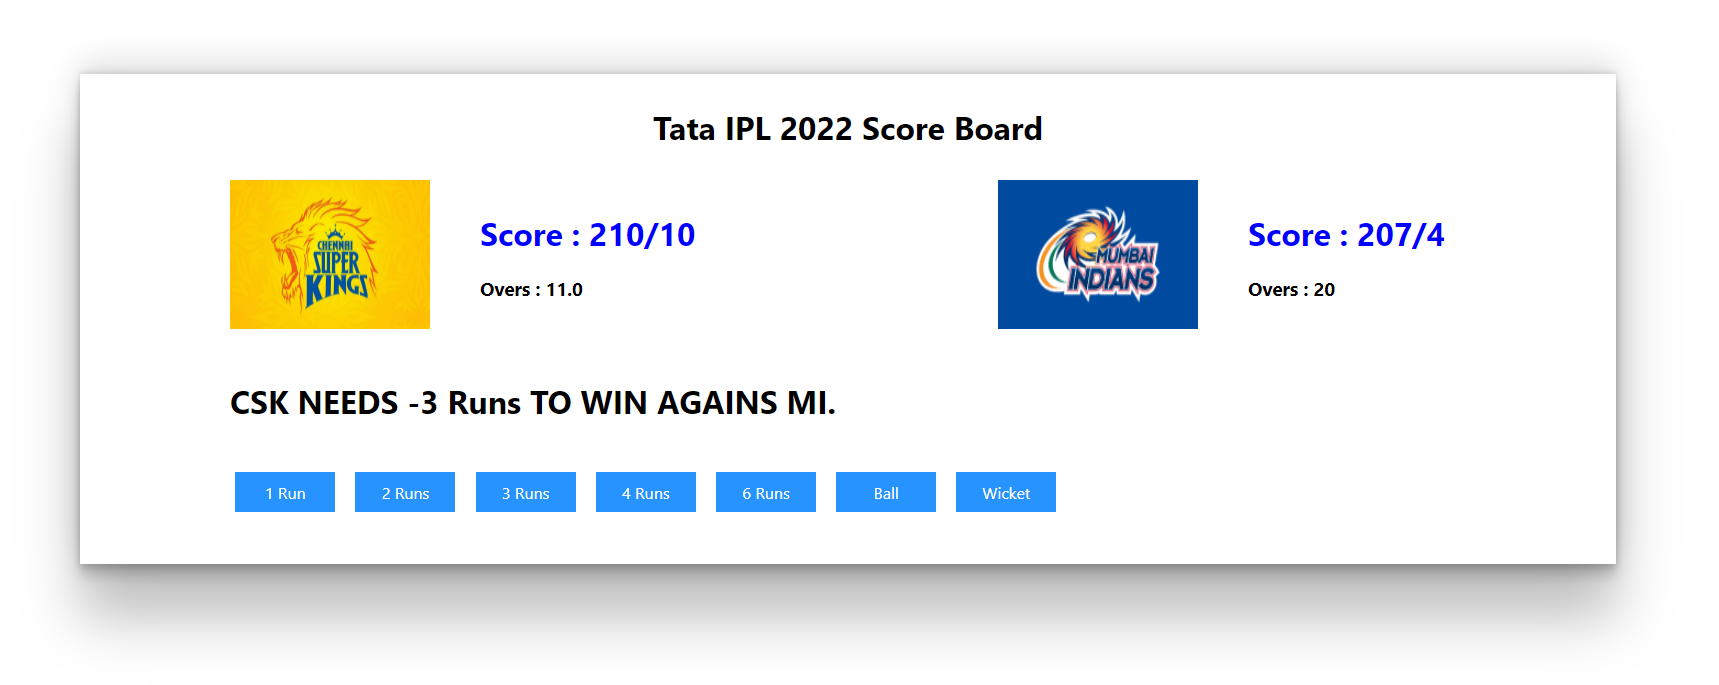 Tata IPL 2022 Score Board
CHENNAI
SUPER
KINGS
Score : 210/10
Overs : 11.0
MUMBAI
INDIANS
Score : 207/4
Overs : 20
CSK NEEDS -3 Runs TO WIN AGAINS MI.
1 Run
2 Runs
3 Runs
4 Runs
6 Runs
Ball
Wicket